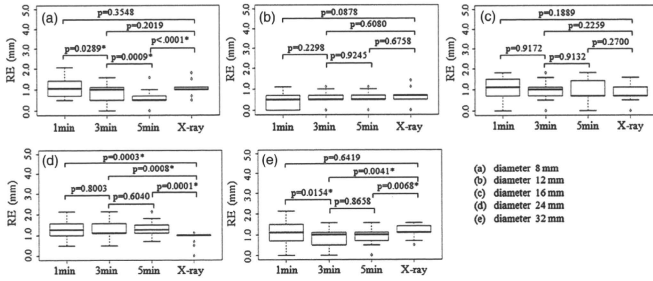 (a)
RE (mm)
5.0
4.0
3.0
2.0
1.0
0.0
p=0.3548
p=0.2019
p<.0001*
p=0.0289*
p=0.0009*
1min 3min 5min X-ray
(b)
RE (mm)
5.0
4.0
3.0
2.0
1.0
0.0
p=0.0878
p=0.6080
p=0.2298
p=0.6758
p=0.9245
1min 3min 5min X-ray
(c)
RE (mm)
5.0
4.0
3.0
2.0
1.0
0.0
p=0.1889
p=0.2259
p=0.9172
p=0.2700
p=0.9132
1min 3min 5min X-ray
(d)
RE (mm)
5.0
4.0
3.0
2.0
1.0
0.0
p=0.0003*
p=0.0008*
p=0.8003
p=0.0001*
p=0.6040
1min 3min 5min X-ray
(e)
RE (mm)
5.0
4.0
3.0
2.0
1.0
0.0
p=0.6419
p=0.0041*
p=0.0154*
p=0.0068*
p=0.8658
1min 3min 5min X-ray
(a) diameter 8 mm
(b) diameter 12 mm
(c) diameter 16 mm
(d) diameter 24 mm
(e) diameter 32 mm